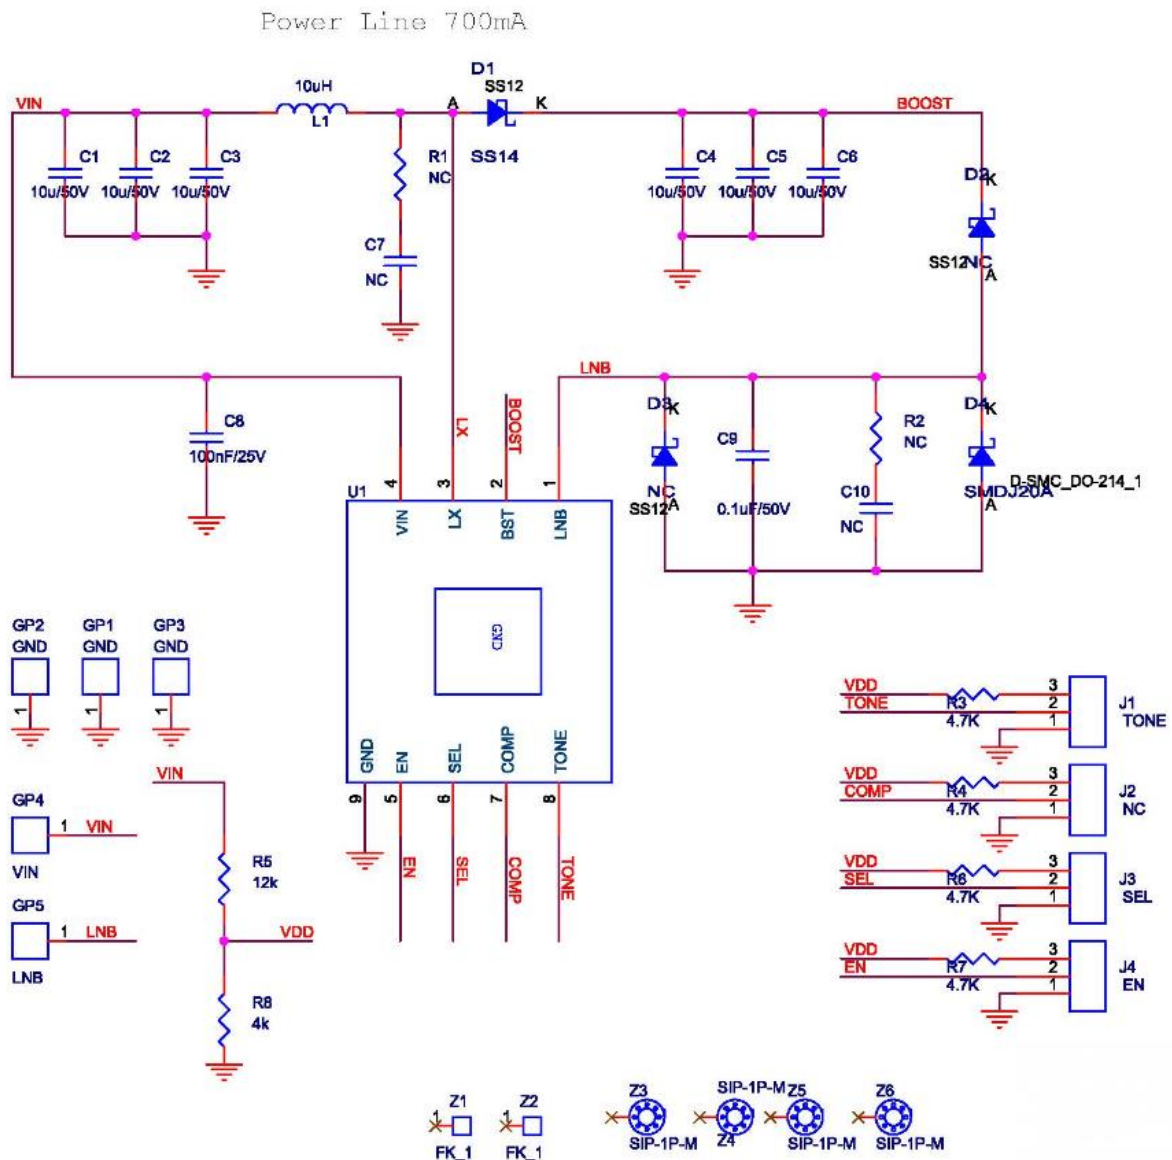 Power Line 700mA
D1
SS12
10uH
VIN
A
K
BOOST
L1
C1
C2
C3
R1
NC
SS14
C4
C5
C6
10u/50V
10u/50V
10u/50V
10u/50V
10u/50V
10u/50V
D2
K
C7
NC
SS12
NC
A
LNB
D3
K
D4
K
C8
100nF/25V
LX
BOOST
C9
R2
NC
U1
4
3
2
1
NC
SS12
A
0.1uF/50V
C10
NC
D-SMC_DO-214_1
SMDJ20A
A
VIN
LX
BST
LNB
GND
GP2
GND
GP1
GND
GP3
GND
1
1
1
GND
EN
SEL
COMP
TONE
9
5
6
7
8
EN
SEL
COMP
TONE
VIN
GP4
1
VIN
VIN
GP5
1
LNB
LNB
R5
12k
VDD
R8
4k
VDD
TONE
R3
4.7K
3
2
1
J1
TONE
VDD
COMP
R4
4.7K
3
2
1
J2
NC
VDD
SEL
R6
4.7K
3
2
1
J3
SEL
VDD
EN
R7
4.7K
3
2
1
J4
EN
1
Z1
FK_1
1
Z2
FK_1
Z3
SIP-1P-M
SIP-1P-M
Z4
Z5
SIP-1P-M
Z6
SIP-1P-M